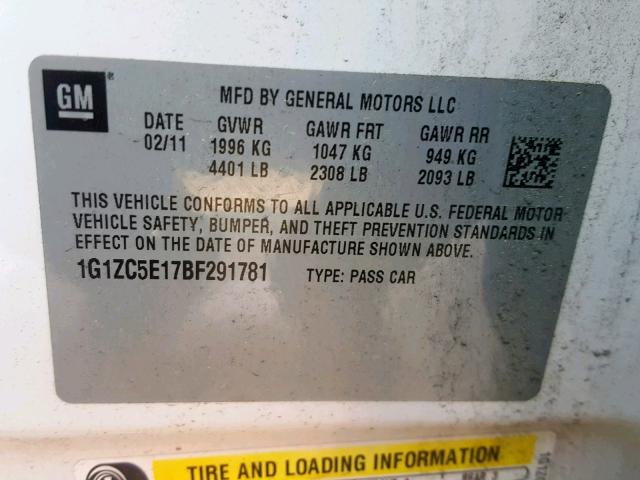 GM
MFD BY GENERAL MOTORS LLC
DATE GVWR GAWR FRT GAWR RR
02/11 1996 KG 1047 KG 949 KG
4401 LB 2308 LB 2093 LB
THIS VEHICLE CONFORMS TO ALL APPLICABLE U.S. FEDERAL MOTOR
VEHICLE SAFETY, BUMPER, AND THEFT PREVENTION STANDARDS
IN EFFECT ON THE DATE OF MANUFACTURE SHOWN ABOVE.
1G1ZC5E17BF291781 TYPE: PASS CAR
TIRE AND LOADING INFORMATION